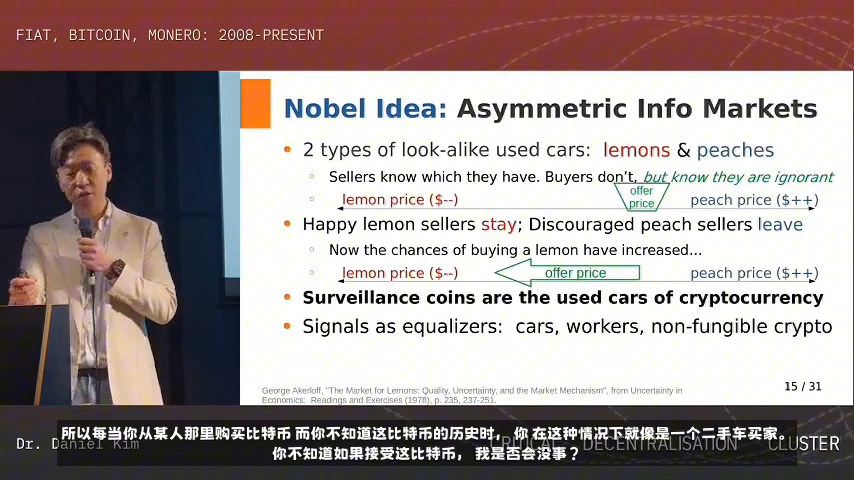 FIAT, BITCOIN, MONERO: 2008-PRESENT
Nobel Idea: Asymmetric Info Markets
• 2 types of look-alike used cars: lemons & peaches
◦ Sellers know which they have. Buyers don't, but know they are ignorant
◦ lemon price ($--) offer price peach price ($++)
• Happy lemon sellers stay; Discouraged peach sellers leave
◦ Now the chances of buying a lemon have increased...
◦ lemon price ($--) offer price peach price ($++)
• Surveillance coins are the used cars of cryptocurrency
• Signals as equalizers: cars, workers, non-fungible crypto
George Akerloff, "The Market for Lemons: Quality, Uncertainty, and the Market Mechanism", from Uncertainty in
Economics: Readings and Exercises (1978), p. 235, 237-251.
15 / 31
所以每当你从某人那里购买比特币 而你不知道这比特币的历史时， 你 在这种情况下就像是一个二手车买家。
你不知道如果接受这比特币， 我是否会没事？
Dr. Daniel Kim
DECENTRALISATION CLUSTER